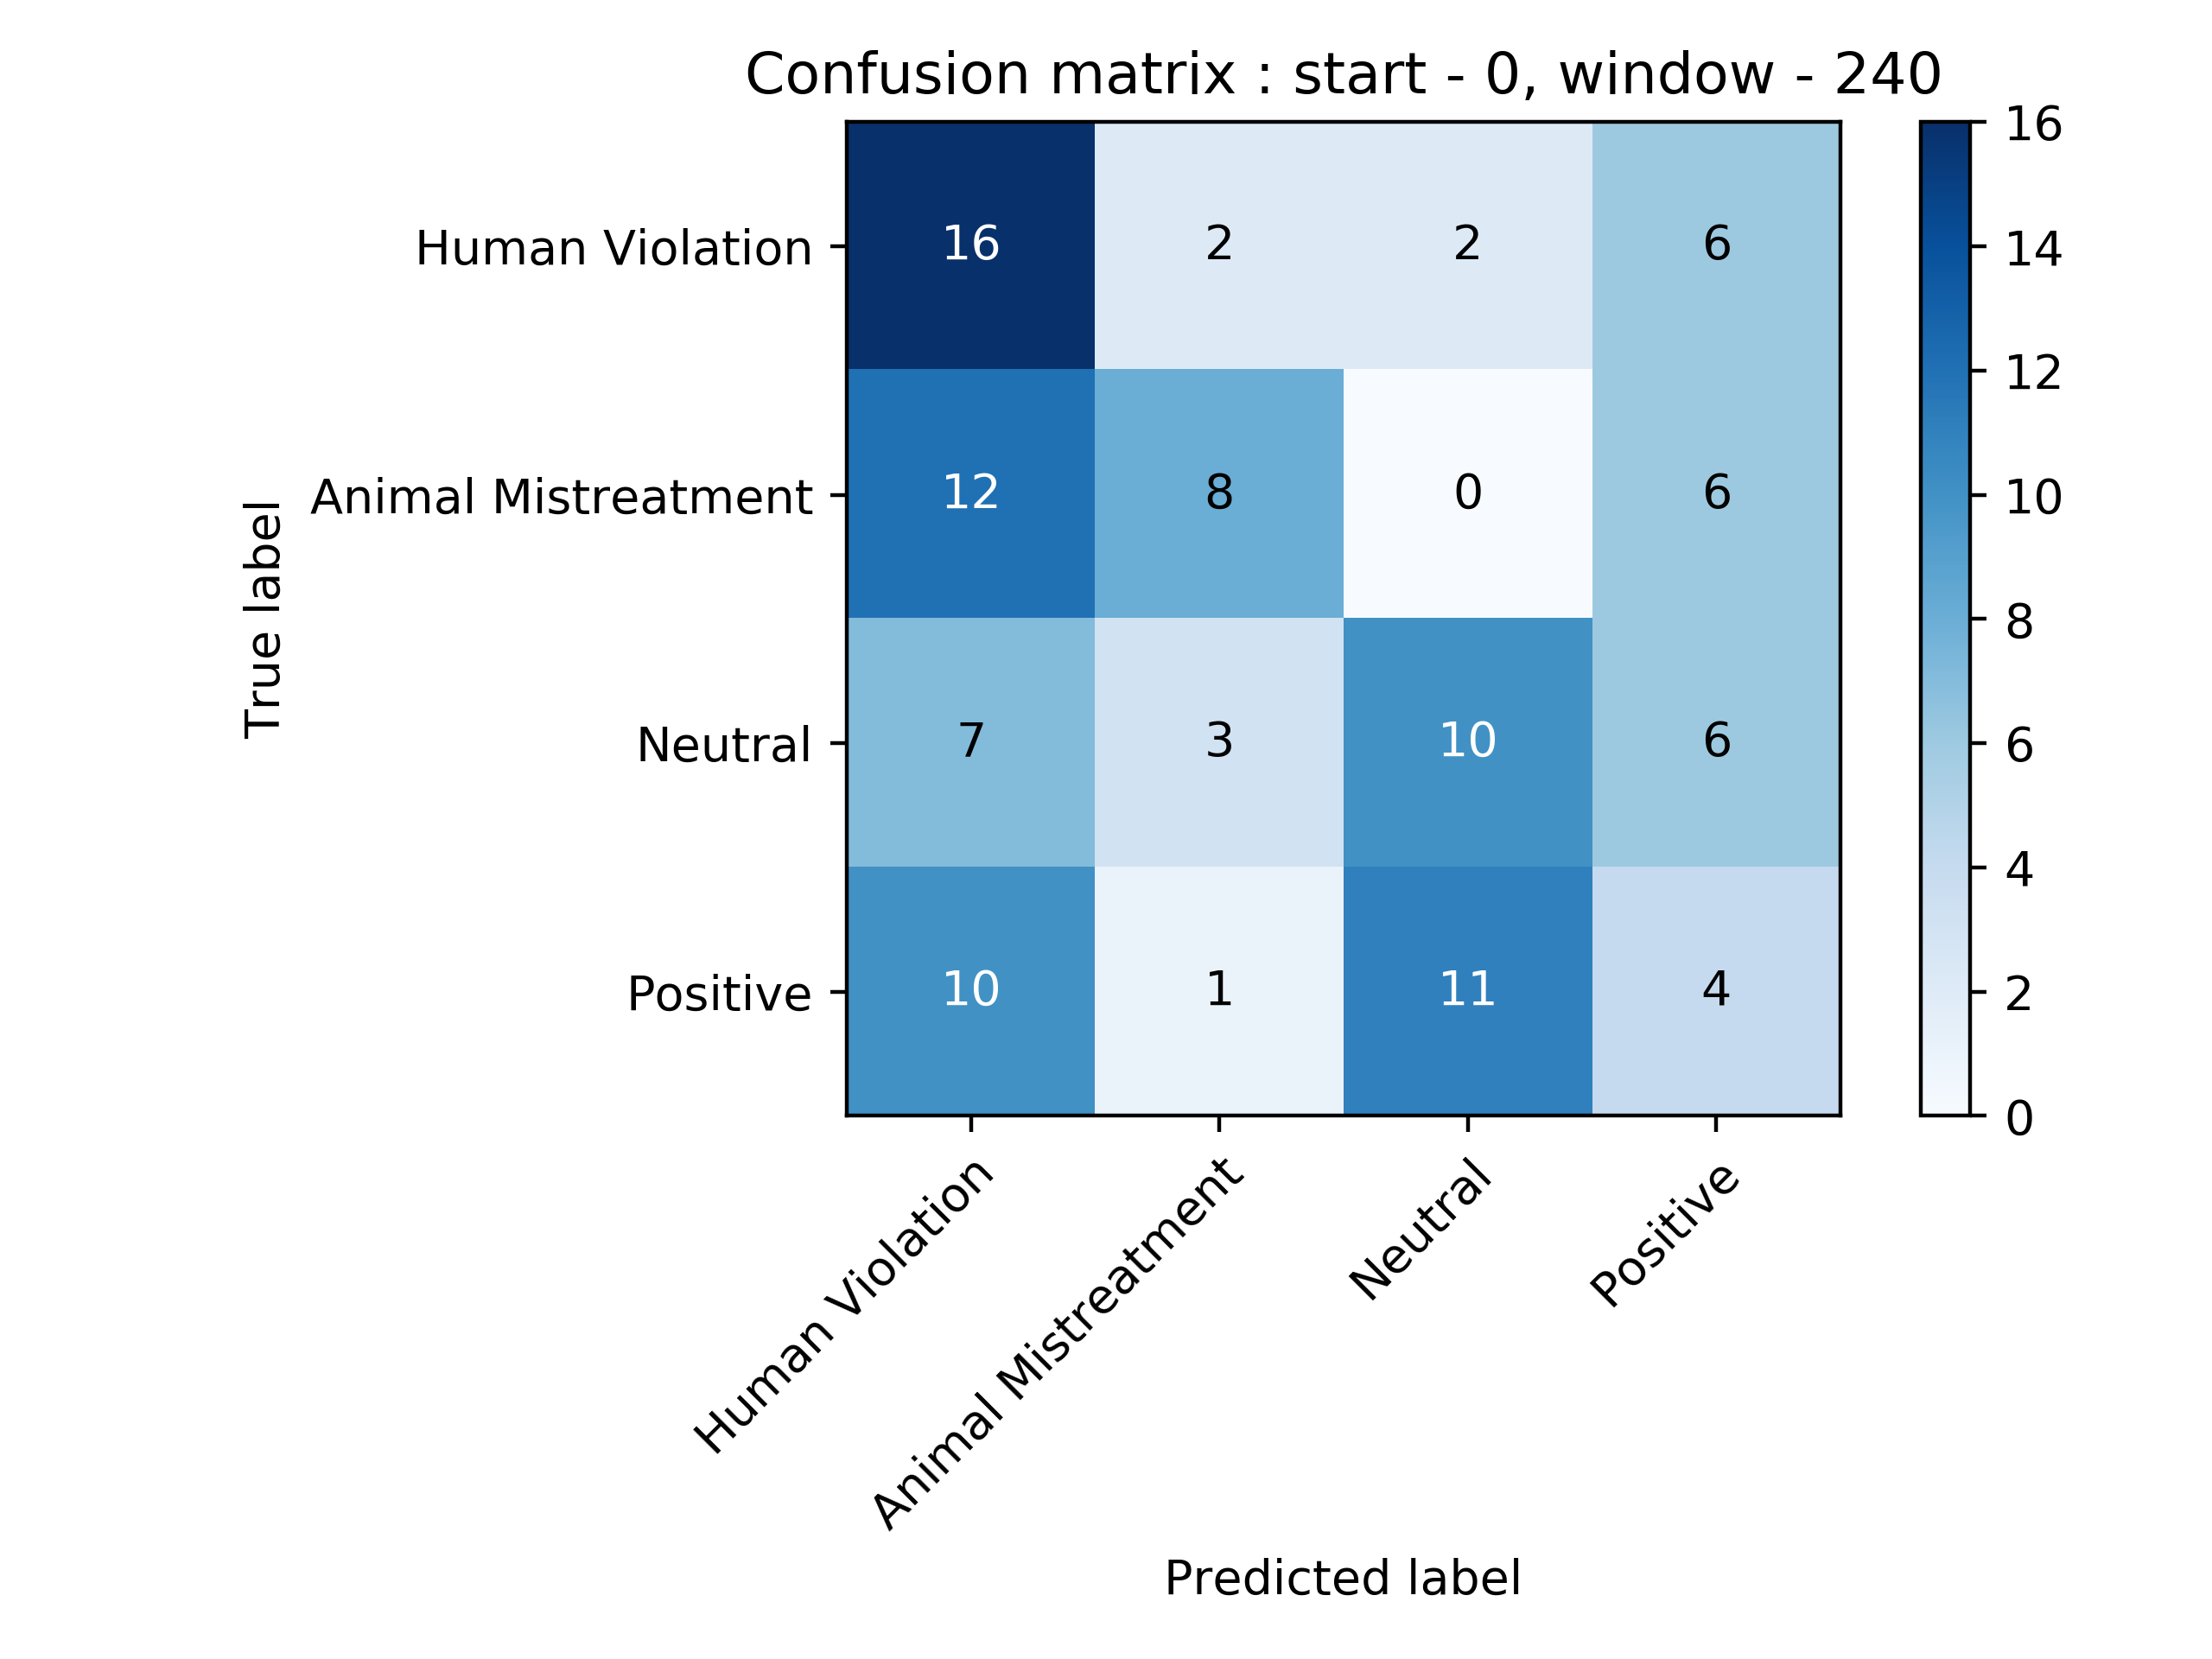 Confusion matrix : start - 0, window - 240
True label
Human Violation
Animal Mistreatment
Neutral
Positive
16 2 2 6
12 8 0 6
7 3 10 6
10 1 11 4
Human Violation
Animal Mistreatment
Neutral
Positive
Predicted label
16
14
12
10
8
6
4
2
0